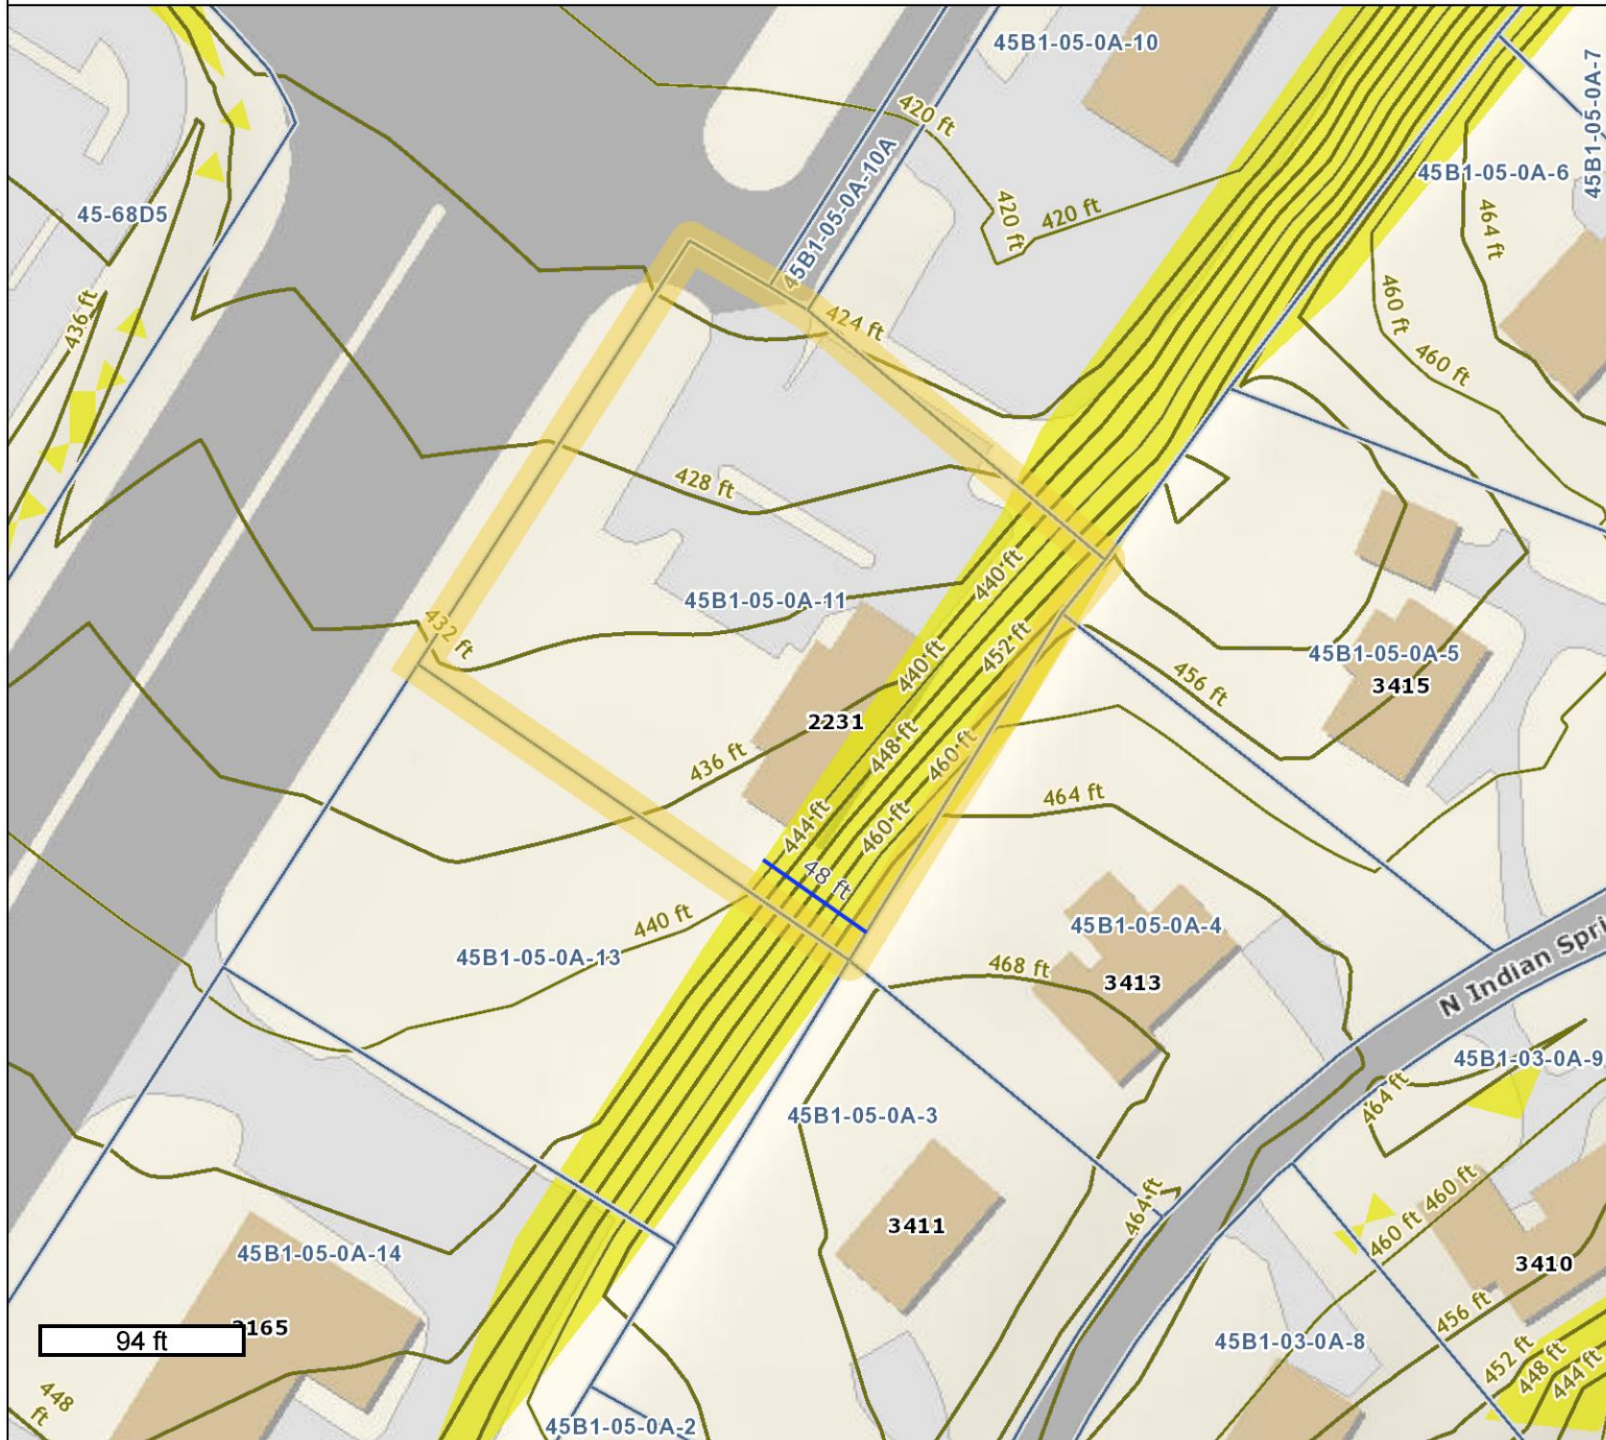 45B1-05-0A-10
45B1-05-0A-7
420 ft
45B1-05-0A-10A
45B1-05-0A-6
45-68D5
420 ft
420 ft
464 ft
436 ft
460 ft
424 ft
460 ft
428 ft
440 ft
45B1-05-0A-11
432 ft
452 ft
45B1-05-0A-5
440 ft
456 ft
3415
2231
448 ft
460 ft
436 ft
464 ft
444 ft
460 ft
48 ft
440 ft
45B1-05-0A-4
45B1-05-0A-13
468 ft
3413
N Indian Spri
45B1-03-0A-9
464 ft
45B1-05-0A-3
464 ft
460 ft
3411
460 ft
45B1-05-0A-14
3410
165
94 ft
456 ft
45B1-03-0A-8
452 ft
448 ft
444 ft
448
ft
45B1-05-0A-2